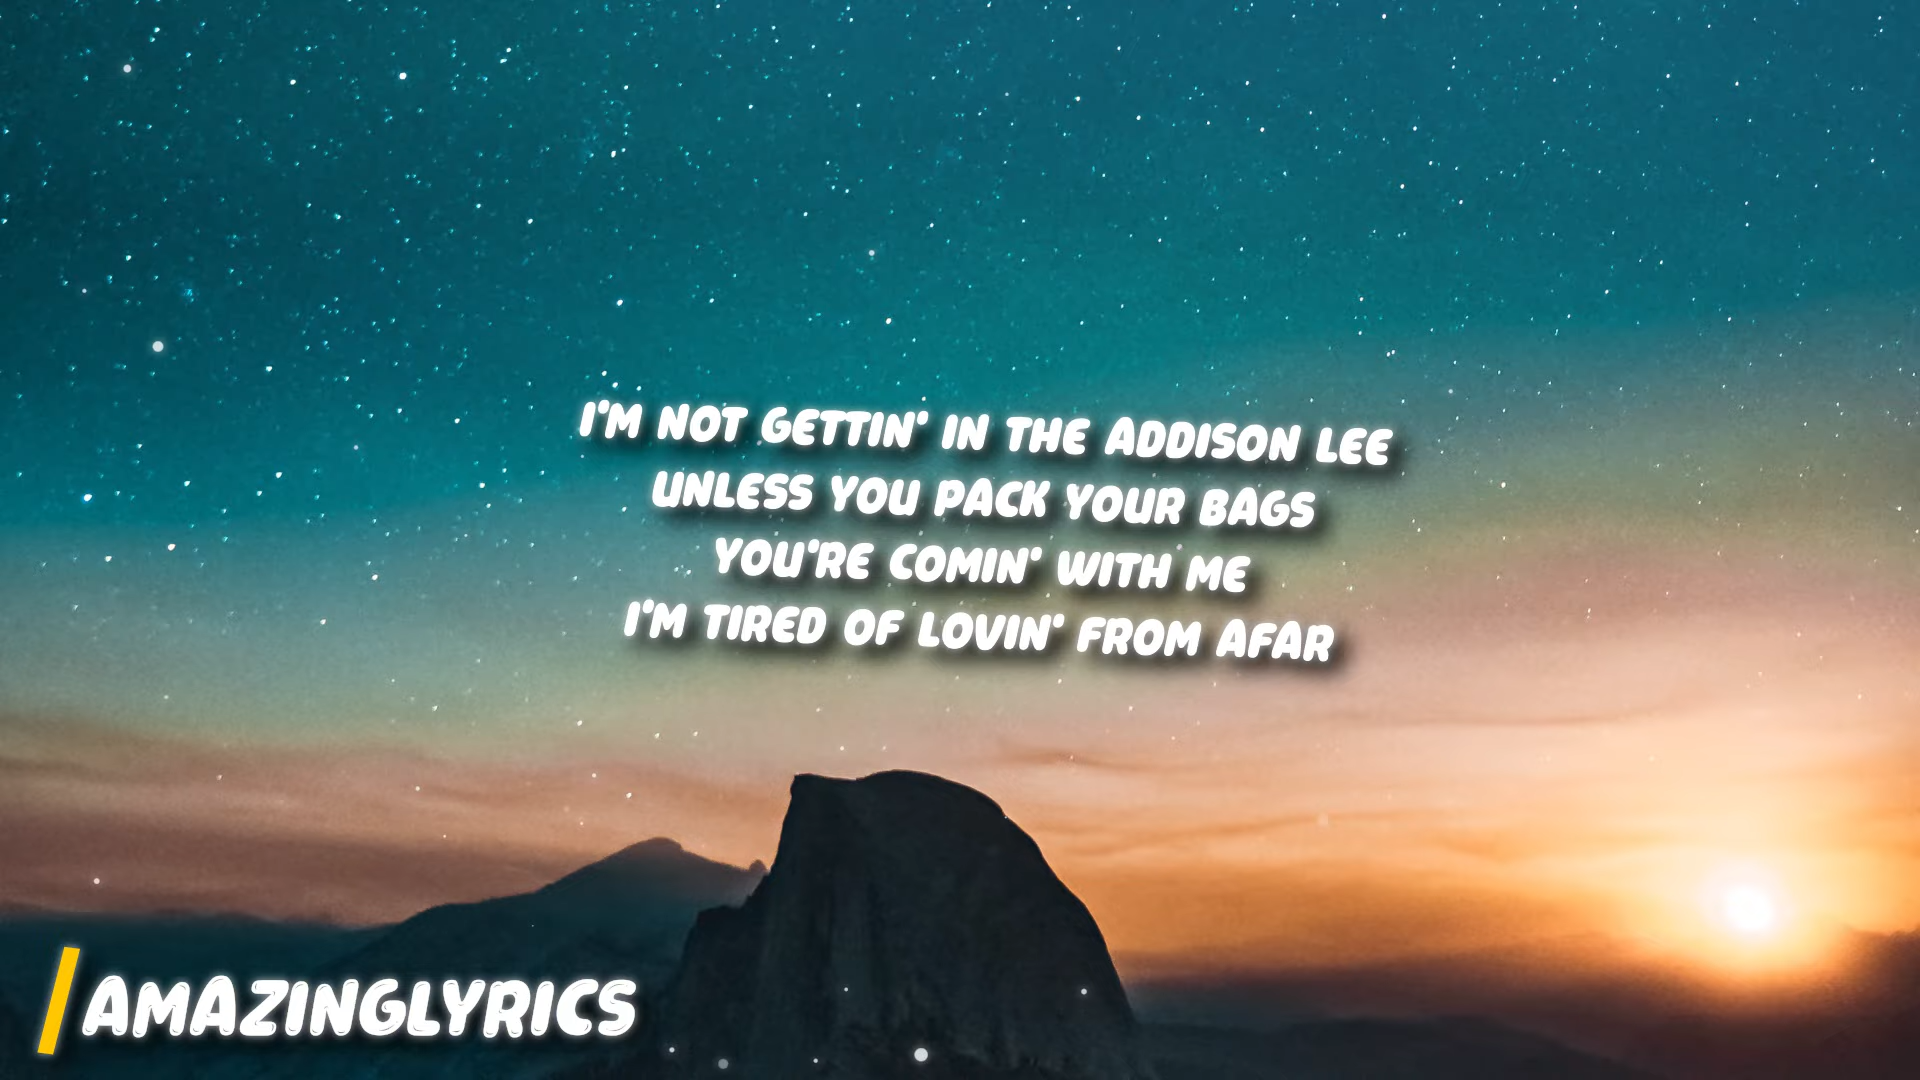 I'M NOT GETTIN' IN THE ADDISON LEE
UNLESS YOU PACK YOUR BAGS
YOU'RE COMIN' WITH ME
I'M TIRED OF LOVIN' FROM AFAR
AMAZINGLYRICS